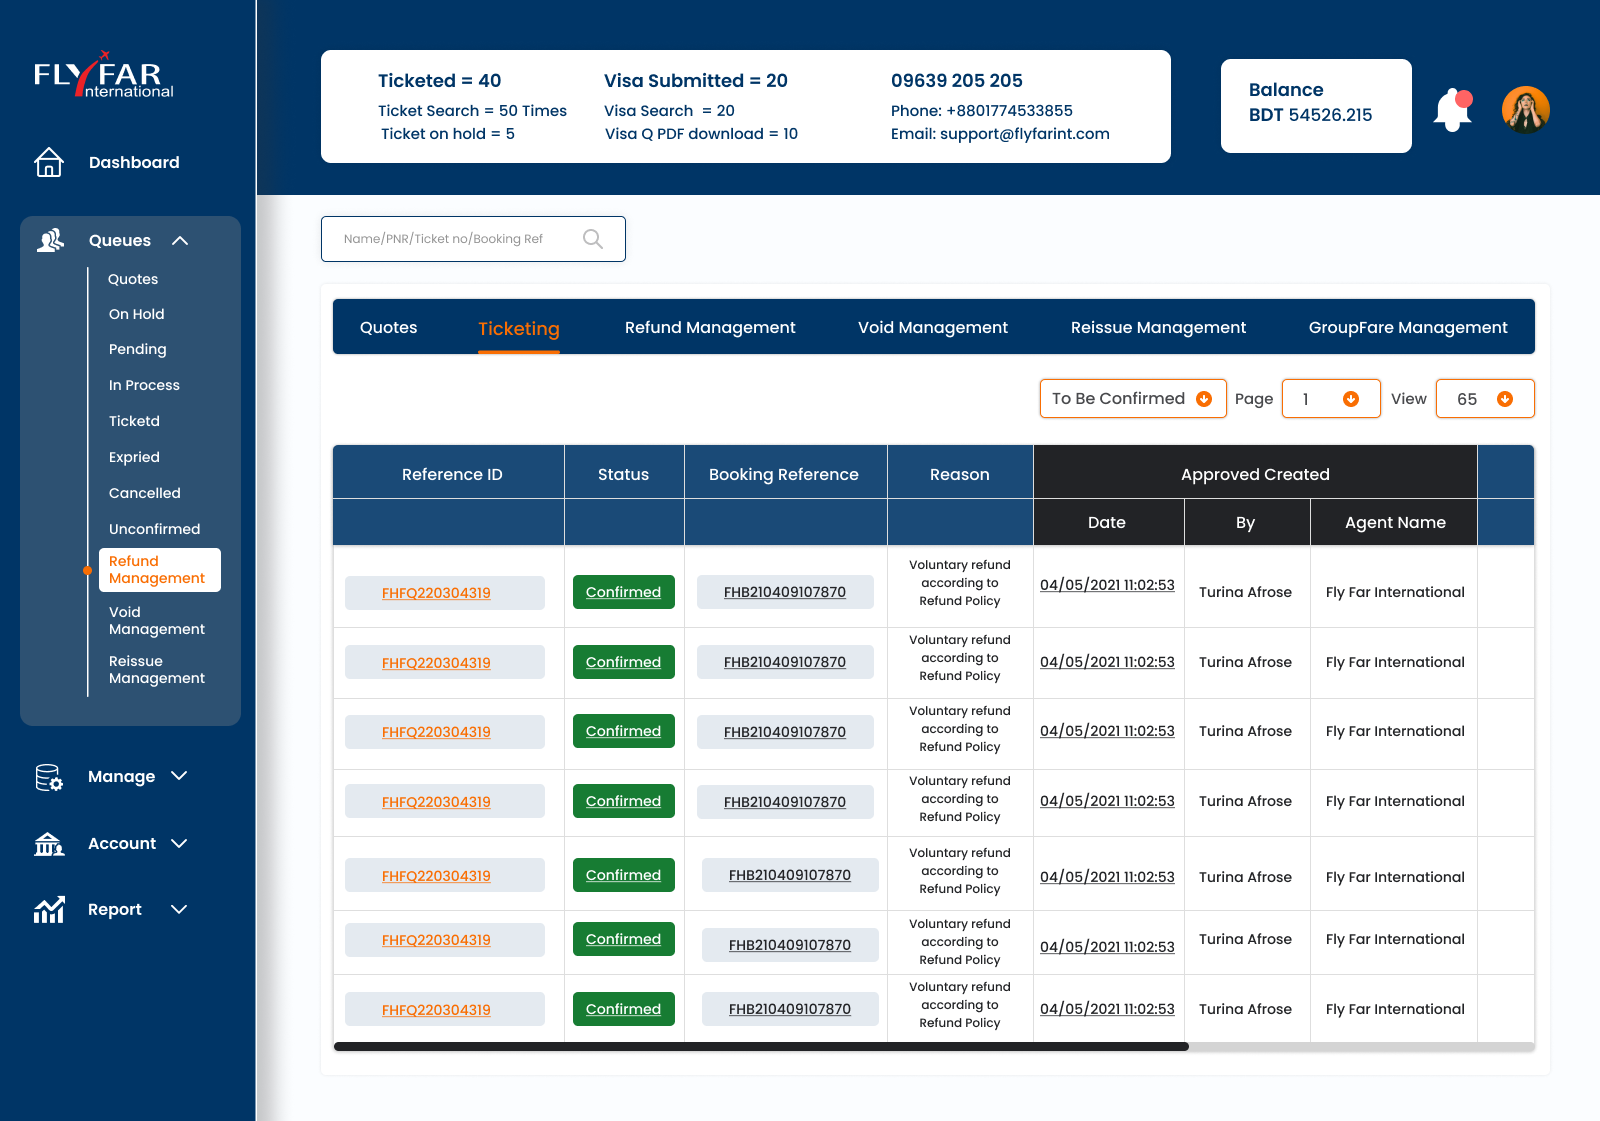 FLYFAR
International
Dashboard
Queues
Quotes
On Hold
Pending
In Process
Ticketd
Expried
Cancelled
Unconfirmed
Refund
Management
Void
Management
Reissue
Management
Manage
Account
Report
Ticketed = 40
Ticket Search = 50 Times
Ticket on hold = 5
Visa Submitted = 20
Visa Search = 20
Visa Q PDF download = 10
09639 205 205
Phone: +8801774533855
Email: support@flyfarint.com
Balance
BDT 54526.215
Name/PNR/Ticket no/Booking Ref
Quotes Ticketing Refund Management Void Management Reissue Management GroupFare Management
To Be Confirmed Page 1 View 65
Reference ID Status Booking Reference Reason Approved Created
Date By Agent Name
FHFQ220304319 Confirmed FHB210409107870
Voluntary refund
according to
Refund Policy
04/05/2021 11:02:53 Turina Afrose Fly Far International
FHFQ220304319 Confirmed FHB210409107870
Voluntary refund
according to
Refund Policy
04/05/2021 11:02:53 Turina Afrose Fly Far International
FHFQ220304319 Confirmed FHB210409107870
Voluntary refund
according to
Refund Policy
04/05/2021 11:02:53 Turina Afrose Fly Far International
FHFQ220304319 Confirmed FHB210409107870
Voluntary refund
according to
Refund Policy
04/05/2021 11:02:53 Turina Afrose Fly Far International
FHFQ220304319 Confirmed FHB210409107870
Voluntary refund
according to
Refund Policy
04/05/2021 11:02:53 Turina Afrose Fly Far International
FHFQ220304319 Confirmed FHB210409107870
Voluntary refund
according to
Refund Policy
04/05/2021 11:02:53 Turina Afrose Fly Far International
FHFQ220304319 Confirmed FHB210409107870
Voluntary refund
according to
Refund Policy
04/05/2021 11:02:53 Turina Afrose Fly Far International